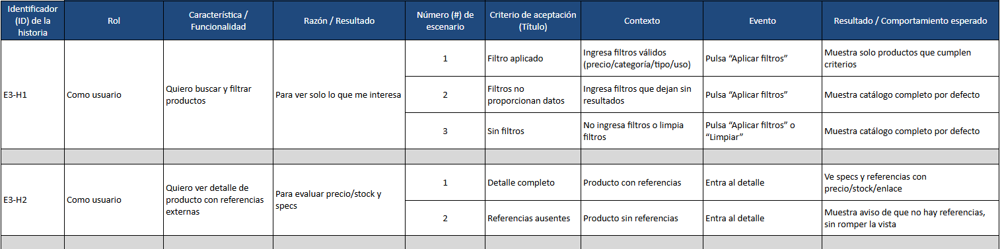 Identificador
(ID) de la
historia
Rol
Característica /
Funcionalidad
Razón / Resultado
Número (#) de
escenario
Criterio de aceptación
(Título)
Contexto
Evento
Resultado / Comportamiento esperado
E3-H1
Como usuario
Quiero buscar y filtrar
productos
Para ver solo lo que me interesa
1
Filtro aplicado
Ingresa filtros válidos
(precio/categoría/tipo/uso)
Pulsa “Aplicar filtros”
Muestra solo productos que cumplen
criterios
2
Filtros no
proporcionan datos
Ingresa filtros que dejan sin
resultados
Pulsa “Aplicar filtros”
Muestra catálogo completo por defecto
3
Sin filtros
No ingresa filtros o limpia
filtros
Pulsa “Aplicar filtros” o
“Limpiar”
Muestra catálogo completo por defecto
E3-H2
Como usuario
Quiero ver detalle de
producto con referencias
externas
Para evaluar precio/stock y
specs
1
Detalle completo
Producto con referencias
Entra al detalle
Ve specs y referencias con
precio/stock/enlace
2
Referencias ausentes
Producto sin referencias
Entra al detalle
Muestra aviso de que no hay referencias,
sin romper la vista